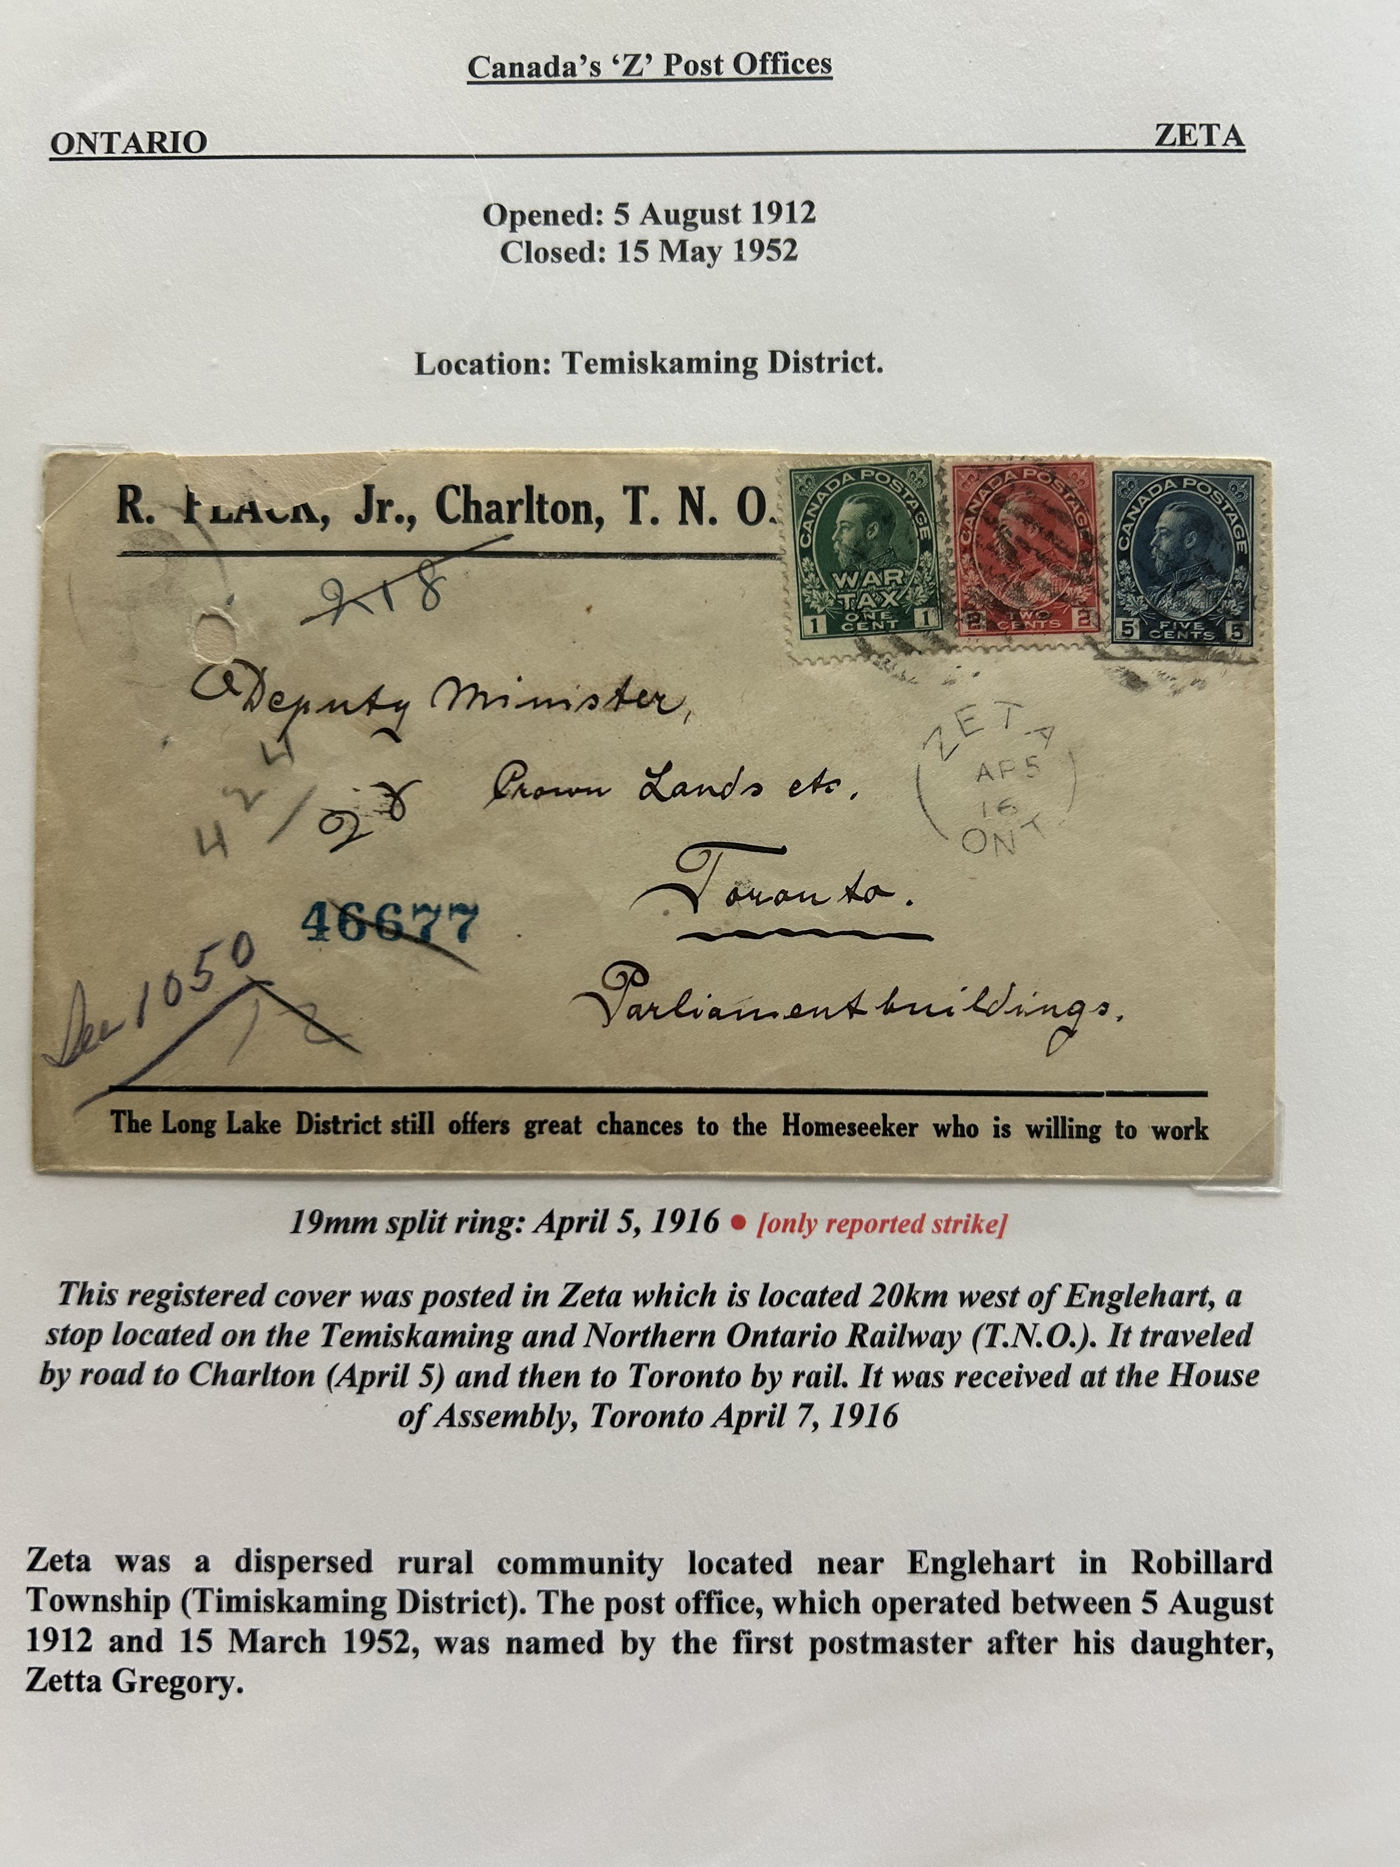 Canada's ‘Z’ Post Offices
ONTARIO ZETA
Opened: 5 August 1912
Closed: 15 May 1952
Location: Temiskaming District.
R. FLACK, Jr., Charlton, T. N. O.
CANADA POSTAGE WAR TAX ONE CENT 1 1
CANADA POSTAGE TWO CENTS 2 2
CANADA POSTAGE FIVE CENTS 5 5
218
Deputy Minister,
Crown Lands etc.
ZETA
AP 5
16
ONT
Toronto.
46677
1050
12
Parliament buildings.
The Long Lake District still offers great chances to the Homeseeker who is willing to work
19mm split ring: April 5, 1916 • [only reported strike]
This registered cover was posted in Zeta which is located 20km west of Englehart, a
stop located on the Temiskaming and Northern Ontario Railway (T.N.O.). It traveled
by road to Charlton (April 5) and then to Toronto by rail. It was received at the House
of Assembly, Toronto April 7, 1916
Zeta was a dispersed rural community located near Englehart in Robillard
Township (Timiskaming District). The post office, which operated between 5 August
1912 and 15 March 1952, was named by the first postmaster after his daughter,
Zetta Gregory.